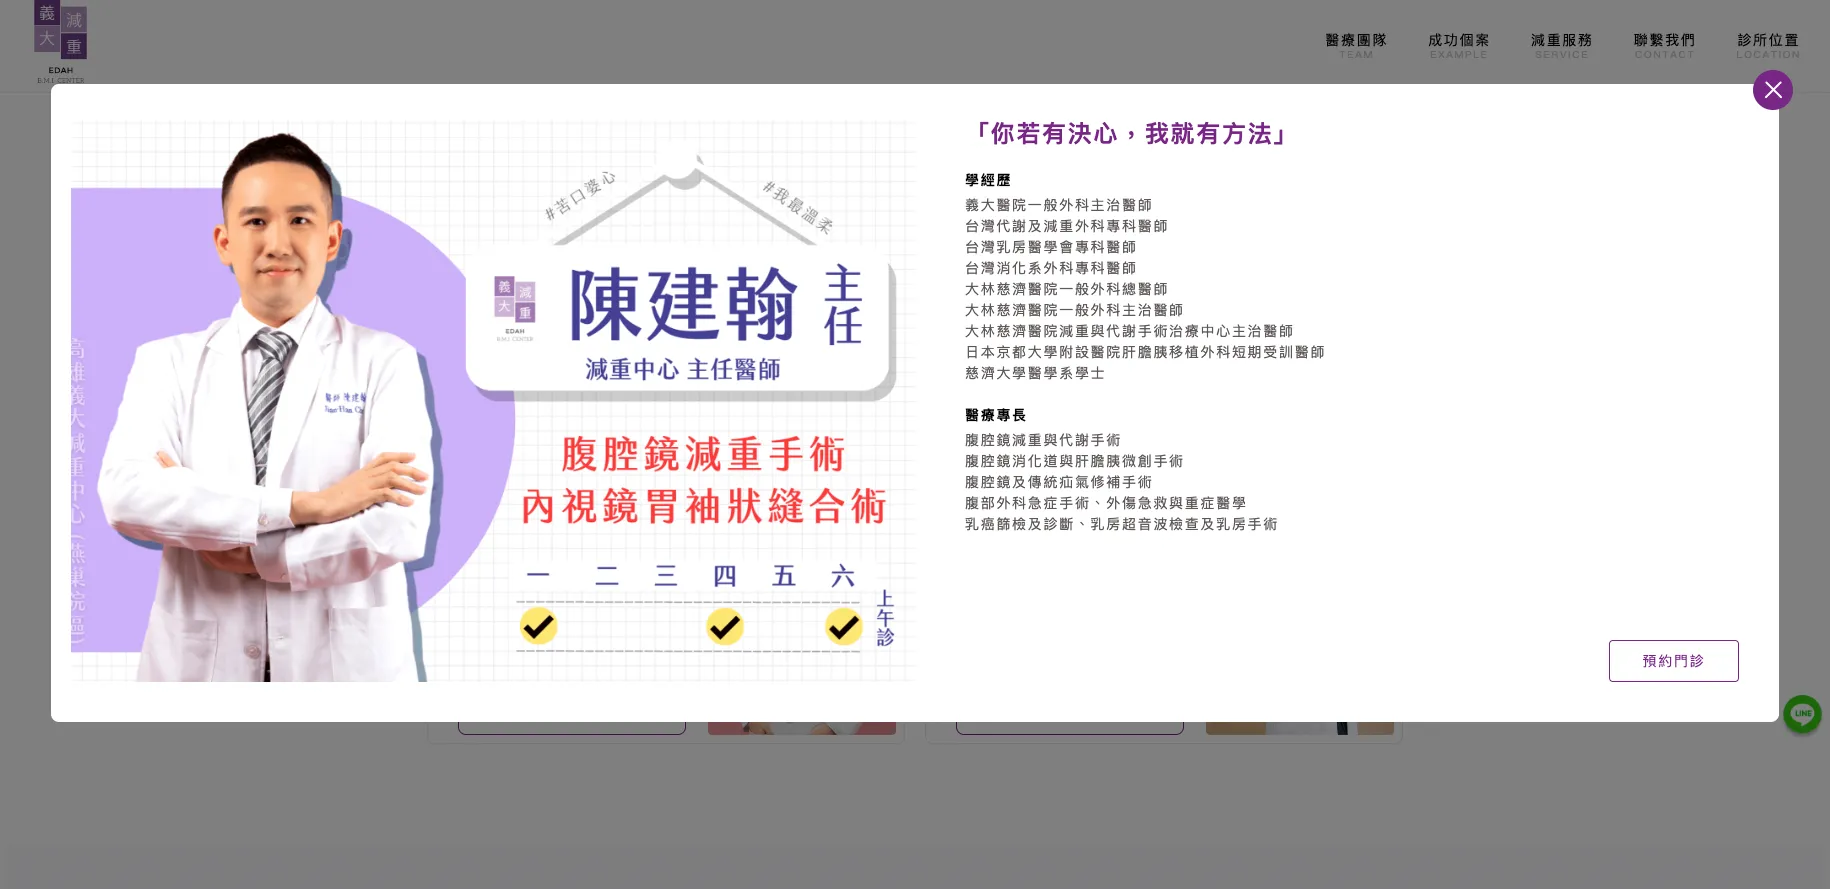 義 減
大 重
EDAH
B.M.I. CENTER
醫療團隊
TEAM
成功個案
EXAMPLE
減重服務
SERVICE
聯繫我們
CONTACT
診所位置
LOCATION
#苦口婆心
#我最溫柔
義 減
大 重
EDAH
B.M.I. CENTER
陳建翰
主任
減重中心 主任醫師
高雄義大減重中心(燕巢院區)
醫師 陳建翰
腹腔鏡減重手術
內視鏡胃袖狀縫合術
一 二 三 四 五 六
上午診
「你若有決心，我就有方法」
學經歷
義大醫院一般外科主治醫師
台灣代謝及減重外科專科醫師
台灣乳房醫學會專科醫師
台灣消化系外科專科醫師
大林慈濟醫院一般外科總醫師
大林慈濟醫院一般外科主治醫師
大林慈濟醫院減重與代謝手術治療中心主治醫師
日本京都大學附設醫院肝膽胰移植外科短期受訓醫師
慈濟大學醫學系學士
醫療專長
腹腔鏡減重與代謝手術
腹腔鏡消化道與肝膽胰微創手術
腹腔鏡及傳統疝氣修補手術
腹部外科急症手術、外傷急救與重症醫學
乳癌篩檢及診斷、乳房超音波檢查及乳房手術
預約門診
LINE